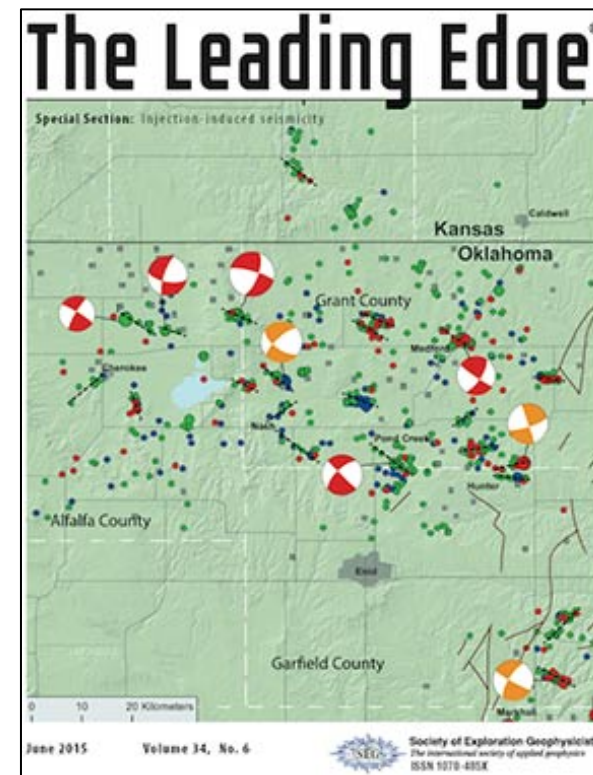 The Leading Edge
Special Section: Injection-induced seismicity
Caldwell
Kansas
Oklahoma
Grant County
Medford
Cherokee
Nash
Pond Creek
Hunter
Alfalfa County
Enid
Garfield County
Marshall
0 10 20 Kilometers
June 2015 Volume 34, No. 6
SEG
Society of Exploration Geophysicist
The international society of applied geophysics
ISSN 1070-485X